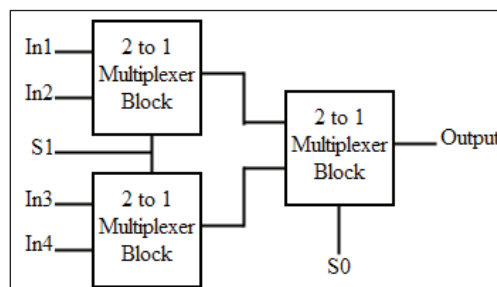 In1
In2
2 to 1
Multiplexer
Block
S1
In3
In4
2 to 1
Multiplexer
Block
2 to 1
Multiplexer
Block
Output
S0